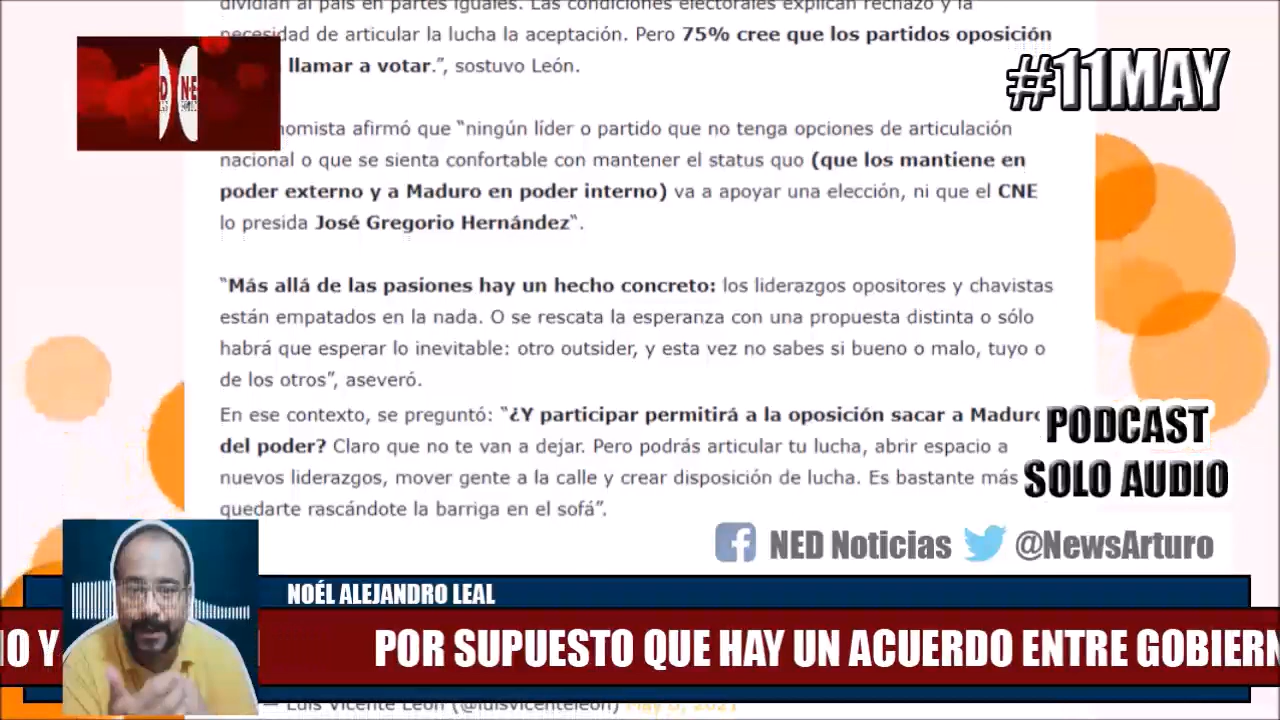 dividían al país en partes iguales. Las condiciones electorales explican rechazo y la
necesidad de articular la lucha la aceptación. Pero 75% cree que los partidos oposición
llamar a votar.”, sostuvo León.
#11MAY
nomista afirmó que “ningún líder o partido que no tenga opciones de articulación
nacional o que se sienta confortable con mantener el status quo (que los mantiene en
poder externo y a Maduro en poder interno) va a apoyar una elección, ni que el CNE
lo presida José Gregorio Hernández“.
“Más allá de las pasiones hay un hecho concreto: los liderazgos opositores y chavistas
están empatados en la nada. O se rescata la esperanza con una propuesta distinta o sólo
habrá que esperar lo inevitable: otro outsider, y esta vez no sabes si bueno o malo, tuyo o
de los otros”, aseveró.
En ese contexto, se preguntó: “¿Y participar permitirá a la oposición sacar a Maduro
del poder? Claro que no te van a dejar. Pero podrás articular tu lucha, abrir espacio a
nuevos liderazgos, mover gente a la calle y crear disposición de lucha. Es bastante más
quedarte rascándote la barriga en el sofá”.
PODCAST
SOLO AUDIO
NED Noticias @NewsArturo
NOÉL ALEJANDRO LEAL
IO Y POR SUPUESTO QUE HAY UN ACUERDO ENTRE GOBIERN
— Luis Vicente León (@luisvicenteleon) May